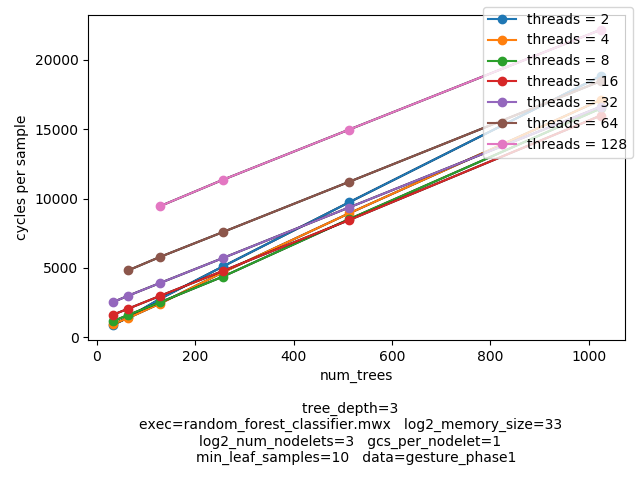 threads = 2
threads = 4
threads = 8
threads = 16
threads = 32
threads = 64
threads = 128
20000
15000
10000
5000
0
cycles per sample
0 200 400 600 800 1000
num_trees
tree_depth=3
exec=random_forest_classifier.mwx log2_memory_size=33
log2_num_nodelets=3 gcs_per_nodelet=1
min_leaf_samples=10 data=gesture_phase1